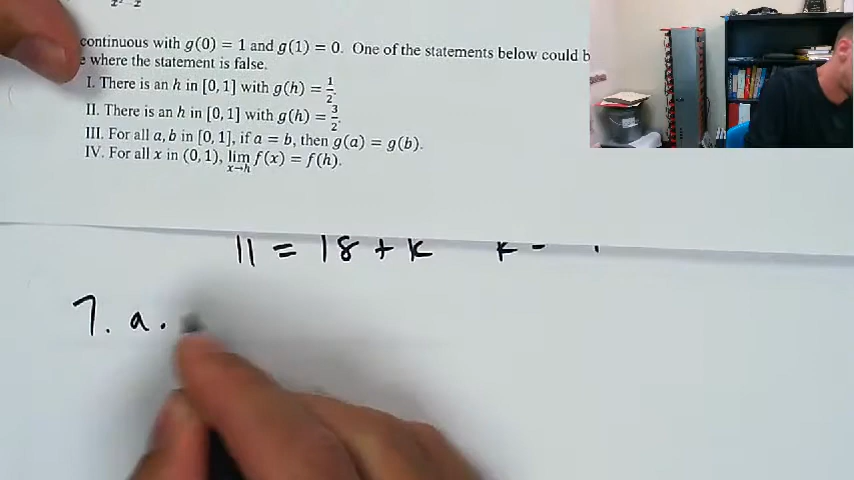 continuous with g(0) = 1 and g(1) = 0. One of the statements below could b
e where the statement is false.
I. There is an h in [0, 1] with g(h) = 1/2.
II. There is an h in [0, 1] with g(h) = 3/2.
III. For all a, b in [0, 1], if a = b, then g(a) = g(b).
IV. For all x in (0, 1), lim x→h f(x) = f(h).
11 = 18 + K K =
7. a.